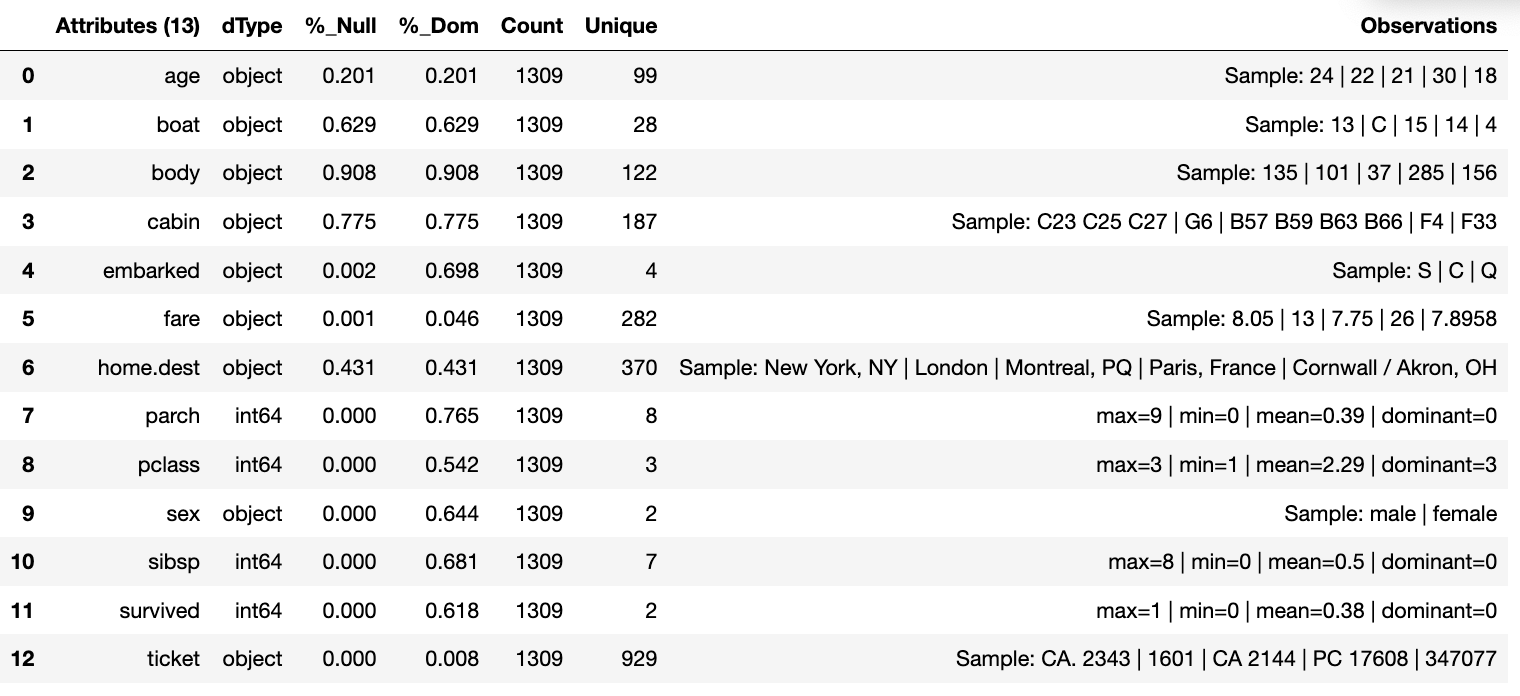 Attributes (13) dType %_Null %_Dom Count Unique Observations
0 age object 0.201 0.201 1309 99 Sample: 24 | 22 | 21 | 30 | 18
1 boat object 0.629 0.629 1309 28 Sample: 13 | C | 15 | 14 | 4
2 body object 0.908 0.908 1309 122 Sample: 135 | 101 | 37 | 285 | 156
3 cabin object 0.775 0.775 1309 187 Sample: C23 C25 C27 | G6 | B57 B59 B63 B66 | F4 | F33
4 embarked object 0.002 0.698 1309 4 Sample: S | C | Q
5 fare object 0.001 0.046 1309 282 Sample: 8.05 | 13 | 7.75 | 26 | 7.8958
6 home.dest object 0.431 0.431 1309 370 Sample: New York, NY | London | Montreal, PQ | Paris, France | Cornwall / Akron, OH
7 parch int64 0.000 0.765 1309 8 max=9 | min=0 | mean=0.39 | dominant=0
8 pclass int64 0.000 0.542 1309 3 max=3 | min=1 | mean=2.29 | dominant=3
9 sex object 0.000 0.644 1309 2 Sample: male | female
10 sibsp int64 0.000 0.681 1309 7 max=8 | min=0 | mean=0.5 | dominant=0
11 survived int64 0.000 0.618 1309 2 max=1 | min=0 | mean=0.38 | dominant=0
12 ticket object 0.000 0.008 1309 929 Sample: CA. 2343 | 1601 | CA 2144 | PC 17608 | 347077